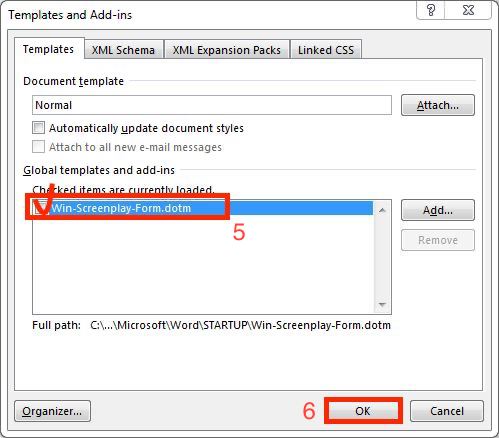 Templates and Add-ins
Templates XML Schema XML Expansion Packs Linked CSS
Document template
Normal Attach...
Automatically update document styles
Attach to all new e-mail messages
Global templates and add-ins
Checked items are currently loaded.
Win-Screenplay-Form.dotm Add...
5
Remove
Full path: C:\...\Microsoft\Word\STARTUP\Win-Screenplay-Form.dotm
Organizer... 6 OK Cancel